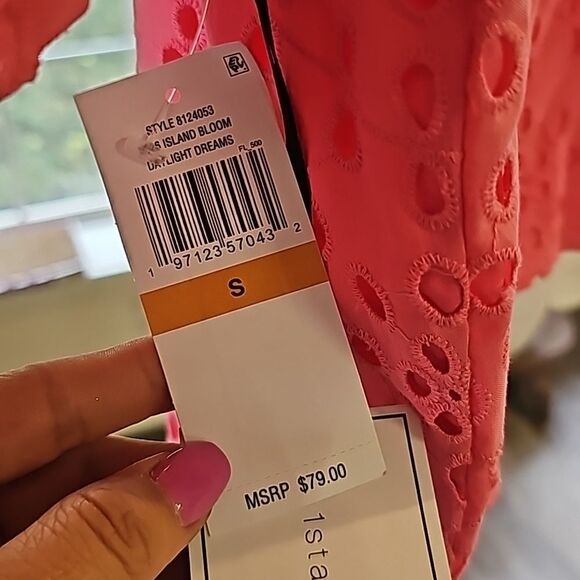 STYLE 8124053
ISLAND BLOOM
DAYLIGHT DREAMS
FL 500
1 97123 57043 2
S
MSRP $79.00
1sta